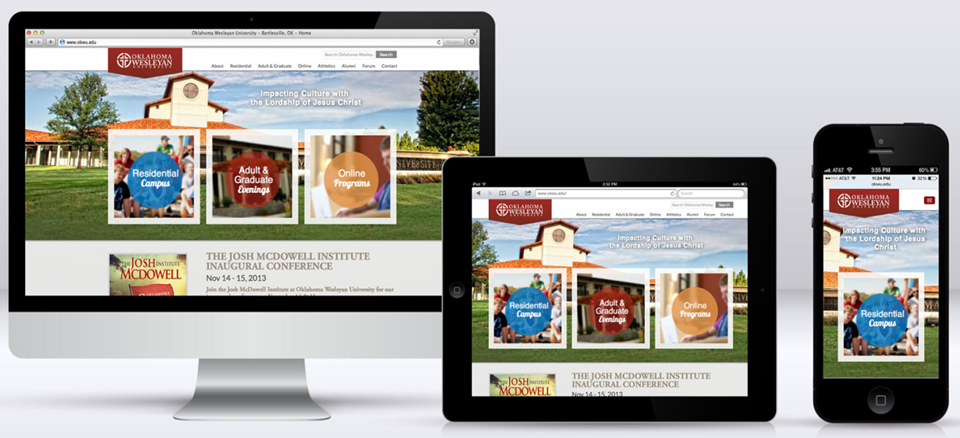 Oklahoma Wesleyan University – Bartlesville, OK – Home
www.okwu.edu
OKLAHOMA
WESLEYAN
UNIVERSITY
Search Oklahoma Wesleyan
Search
About Residential Adult & Graduate Online Athletics Alumni Forum Contact
Impacting Culture with
the Lordship of Jesus Christ
UNIVERSITY
Residential
Campus
Adult &
Graduate
Evenings
Online
Programs
THE JOSH INSTITUTE
MCDOWELL
THE JOSH MCDOWELL INSTITUTE
INAUGURAL CONFERENCE
Nov 14 - 15, 2013
Join the Josh McDowell Institute at Oklahoma Wesleyan University for our
iPad
www.okwu.edu/
Search
OKLAHOMA
WESLEYAN
UNIVERSITY
Search Oklahoma Wesleyan
Search
About Residential Adult & Graduate Online Athletics Alumni Forum Contact
Impacting Culture with
the Lordship of Jesus
Christ
Residential
Campus
Adult &
Graduate
Evenings
Online
Programs
THE JOSH INSTITUTE
MCDOWELL
THE JOSH MCDOWELL INSTITUTE
INAUGURAL CONFERENCE
Nov 14 - 15, 2013
AT&T 3:55 PM 60%
AT&T 11:24 PM 32%
okwu.edu
OKLAHOMA
WESLEYAN
UNIVERSITY
Impacting Culture with
the Lordship of Jesus
Christ
Residential
Campus